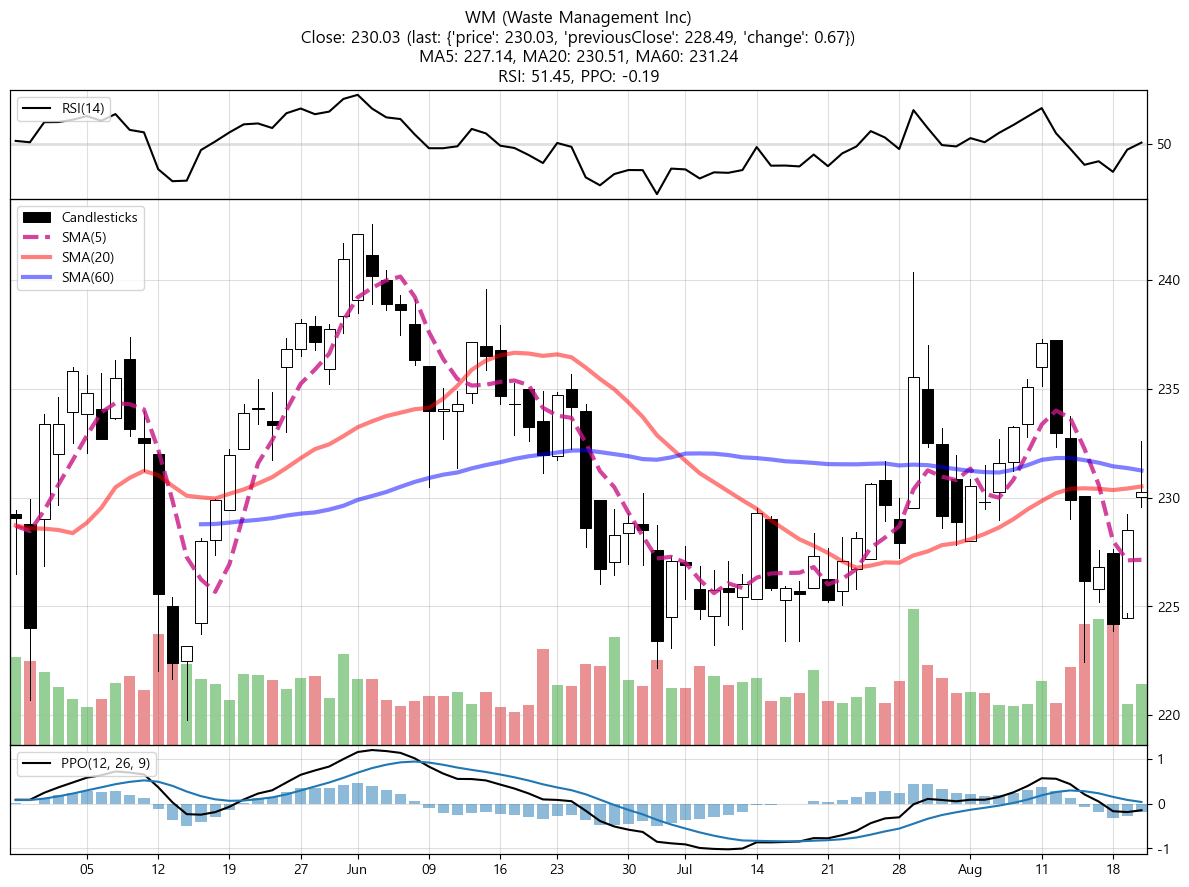 WM (Waste Management Inc)
Close: 230.03 (last: {'price': 230.03, 'previousClose': 228.49, 'change': 0.67})
MA5: 227.14, MA20: 230.51, MA60: 231.24
RSI: 51.45, PPO: -0.19
RSI(14)
50
Candlesticks
SMA(5)
SMA(20)
SMA(60)
240
235
230
225
220
PPO(12, 26, 9)
1
0
-1
05 12 19 27 Jun 09 16 23 30 Jul 14 21 28 Aug 11 18